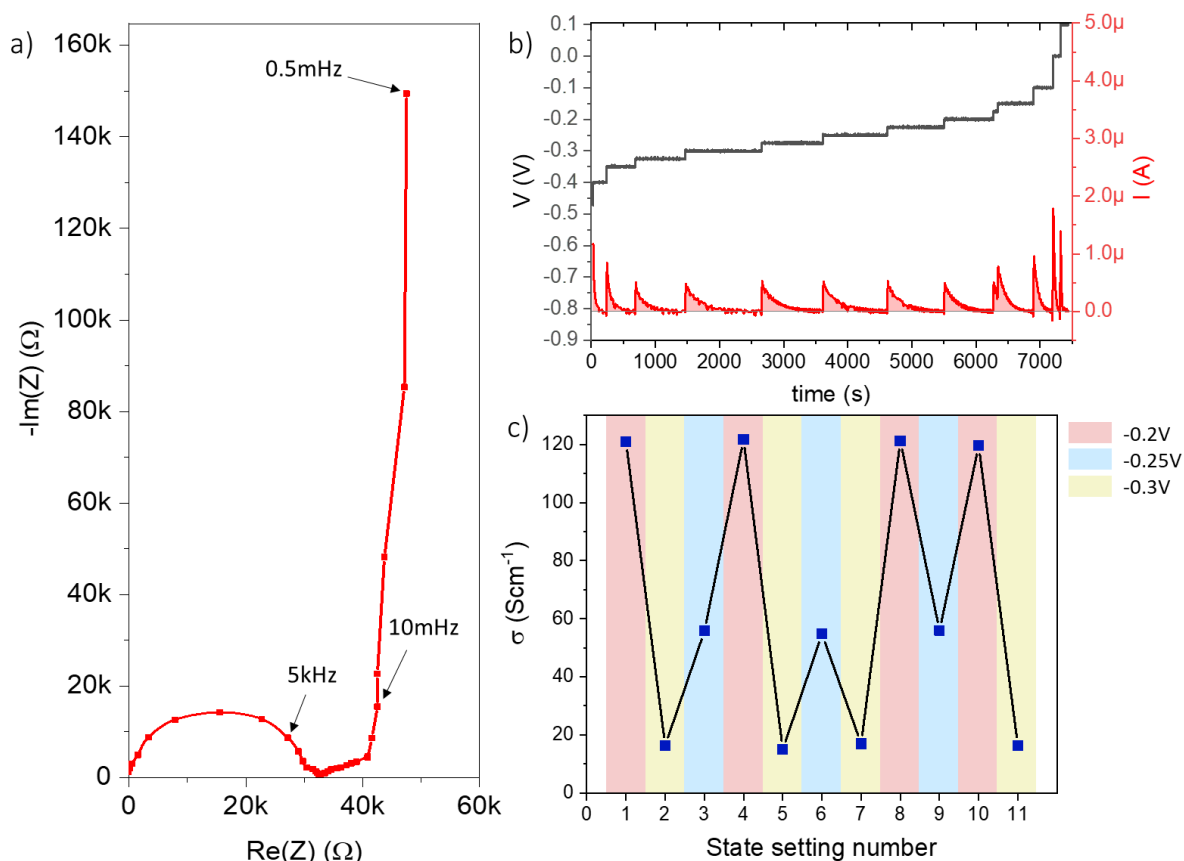 a)
160k
140k
120k
100k
80k
60k
40k
20k
0
0
20k
40k
60k
-Im(Z) (Ω)
Re(Z) (Ω)
0.5mHz
10mHz
5kHz
b)
0.1
0.0
-0.1
-0.2
-0.3
-0.4
-0.5
-0.6
-0.7
-0.8
-0.9
V (V)
5.0µ
4.0µ
3.0µ
2.0µ
1.0µ
0.0
I (A)
0 1000 2000 3000 4000 5000 6000 7000
time (s)
c)
120
100
80
60
40
20
0
σ (Scm⁻¹)
0 1 2 3 4 5 6 7 8 9 10 11
State setting number
-0.2V
-0.25V
-0.3V